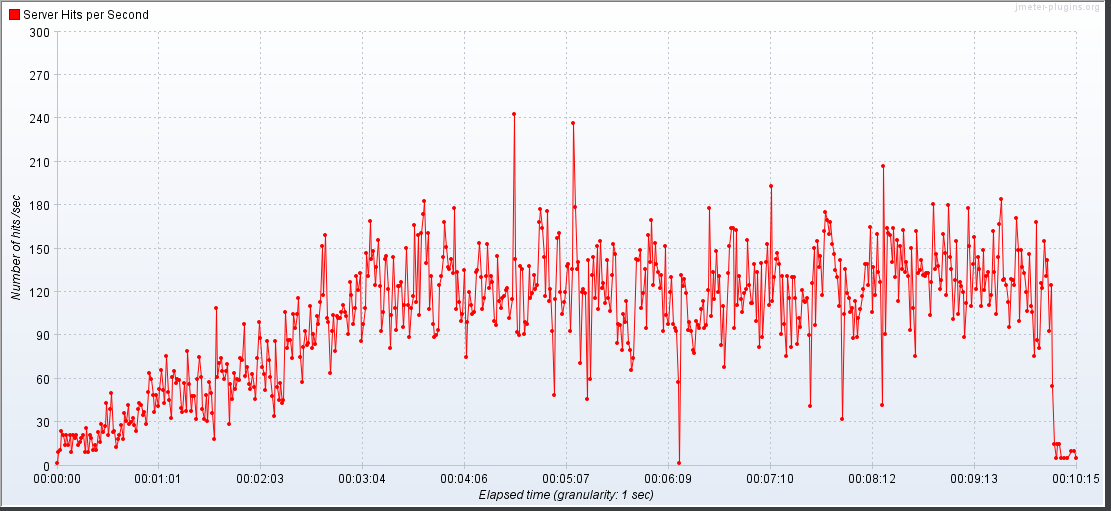 jmeter-plugins.org
Server Hits per Second
300
270
240
210
180
150
120
90
60
30
0
Number of hits /sec
00:00:00 00:01:01 00:02:03 00:03:04 00:04:06 00:05:07 00:06:09 00:07:10 00:08:12 00:09:13 00:10:15
Elapsed time (granularity: 1 sec)